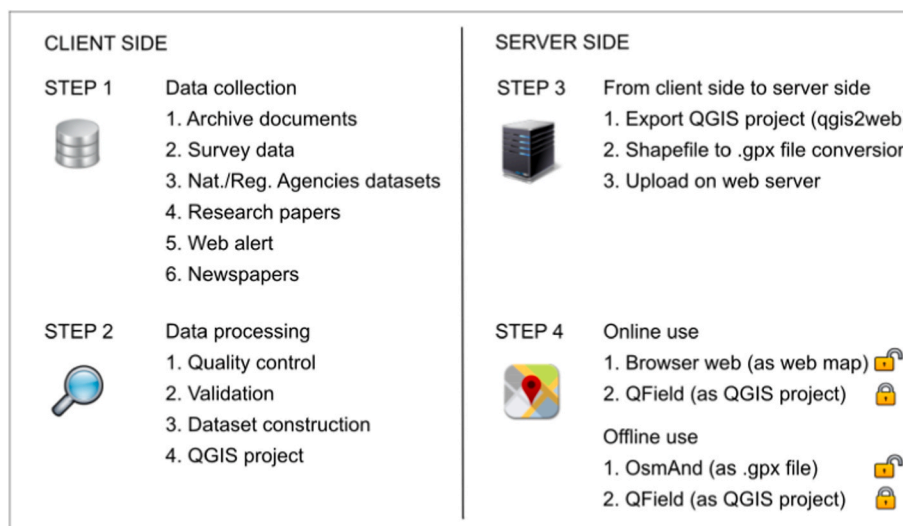 CLIENT SIDE
STEP 1 Data collection
1. Archive documents
2. Survey data
3. Nat./Reg. Agencies datasets
4. Research papers
5. Web alert
6. Newspapers
STEP 2 Data processing
1. Quality control
2. Validation
3. Dataset construction
4. QGIS project
SERVER SIDE
STEP 3 From client side to server side
1. Export QGIS project (qgis2web
2. Shapefile to .gpx file conversion
3. Upload on web server
STEP 4 Online use
1. Browser web (as web map)
2. QField (as QGIS project)
Offline use
1. OsmAnd (as .gpx file)
2. QField (as QGIS project)